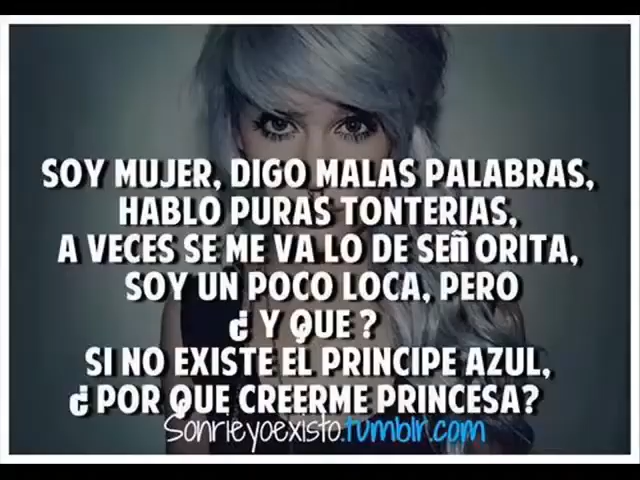 SOY MUJER, DIGO MALAS PALABRAS,
HABLO PURAS TONTERIAS,
A VECES SE ME VA LO DE SEÑORITA,
SOY UN POCO LOCA, PERO
¿ Y QUE ?
SI NO EXISTE EL PRINCIPE AZUL,
¿ POR QUE CREERME PRINCESA?
Sonrieyoexisto.tumblr.com